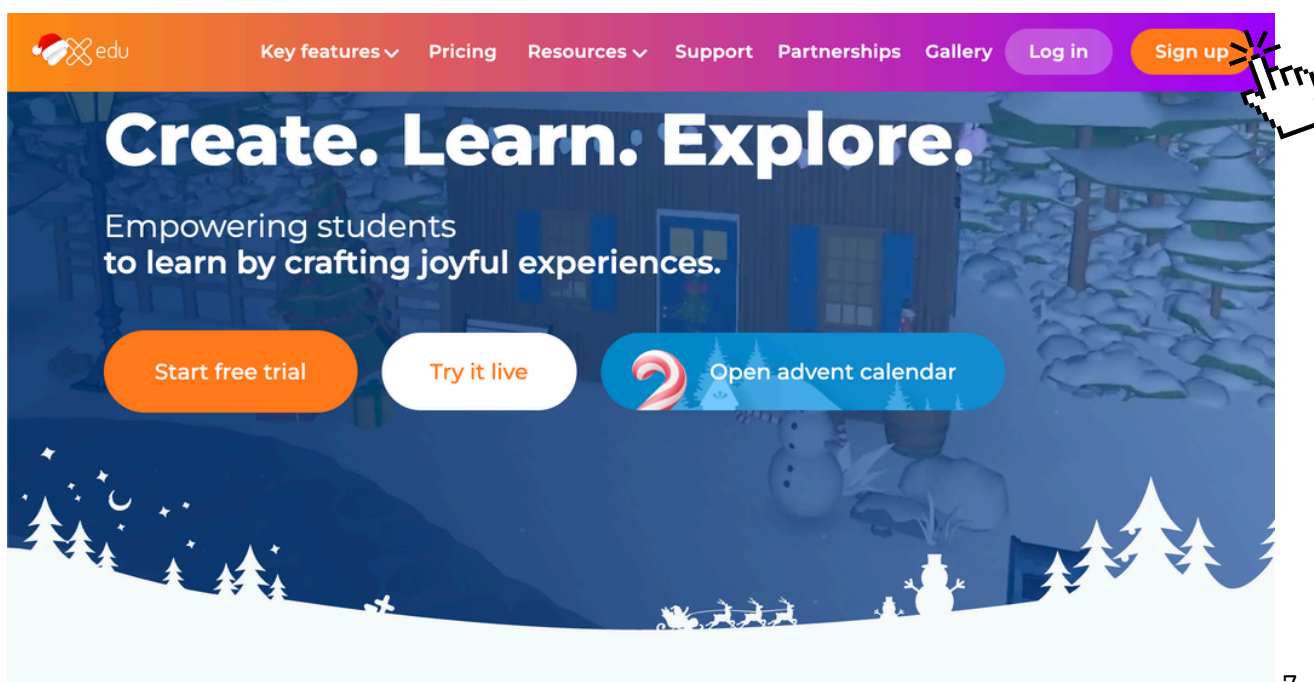 edu
Key features
Pricing
Resources
Support
Partnerships
Gallery
Log in
Sign up
Create. Learn. Explore.
Empowering students
to learn by crafting joyful experiences.
Start free trial
Try it live
Open advent calendar